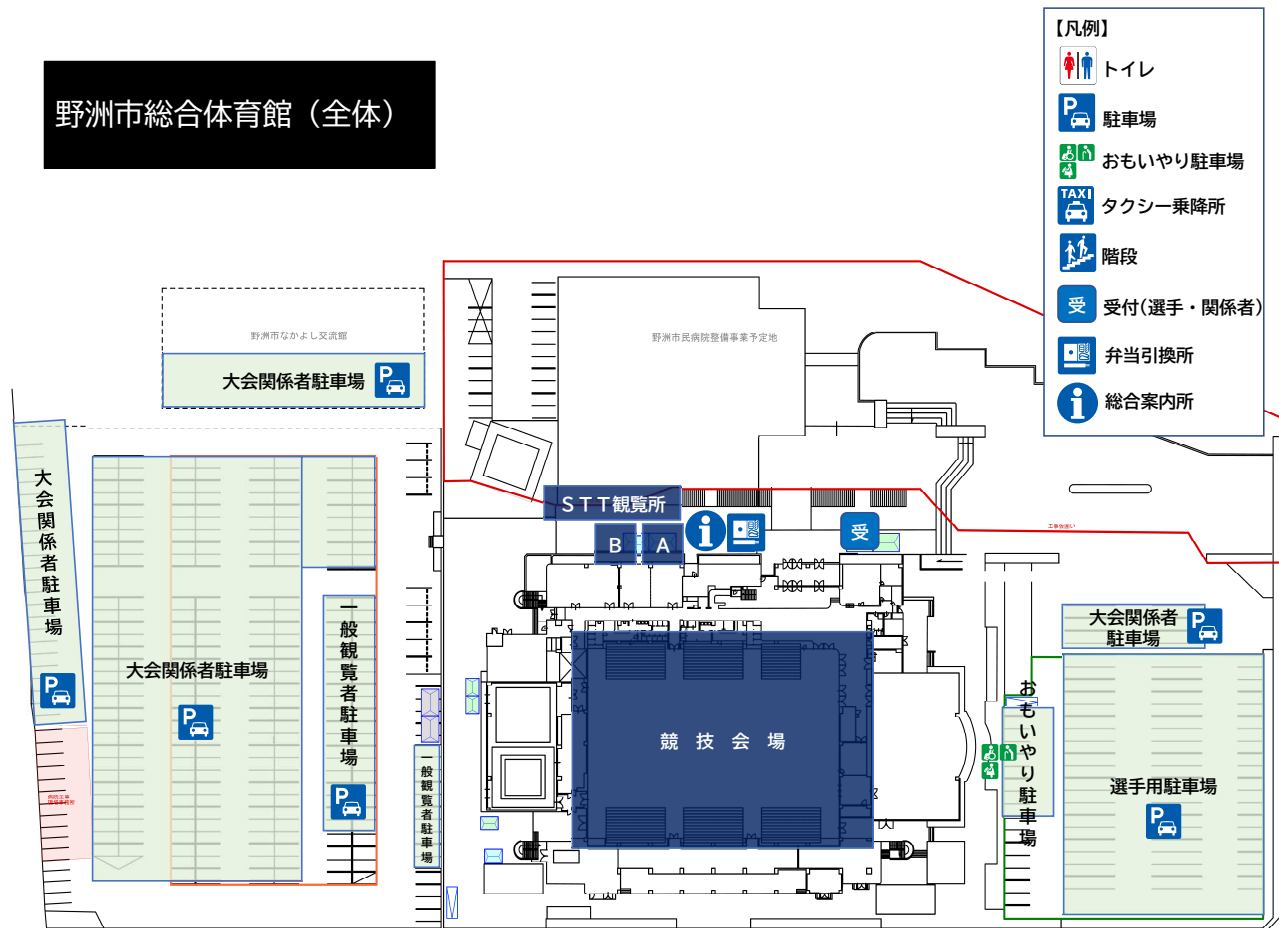 野洲市総合体育館（全体）
【凡例】
トイレ
P
駐車場
おもいやり駐車場
TAXI
タクシー乗降所
階段
受
受付(選手・関係者)
弁当引換所
i
総合案内所
野洲市なかよし交流館
大会関係者駐車場
P
野洲市民病院整備事業予定地
大会関係者駐車場
P
大会関係者駐車場
P
一般観覧者駐車場
P
一般観覧者駐車場
STT観覧所
B
A
i
受
競技会場
大会関係者
駐車場
P
おもいやり駐車場
選手用駐車場
P